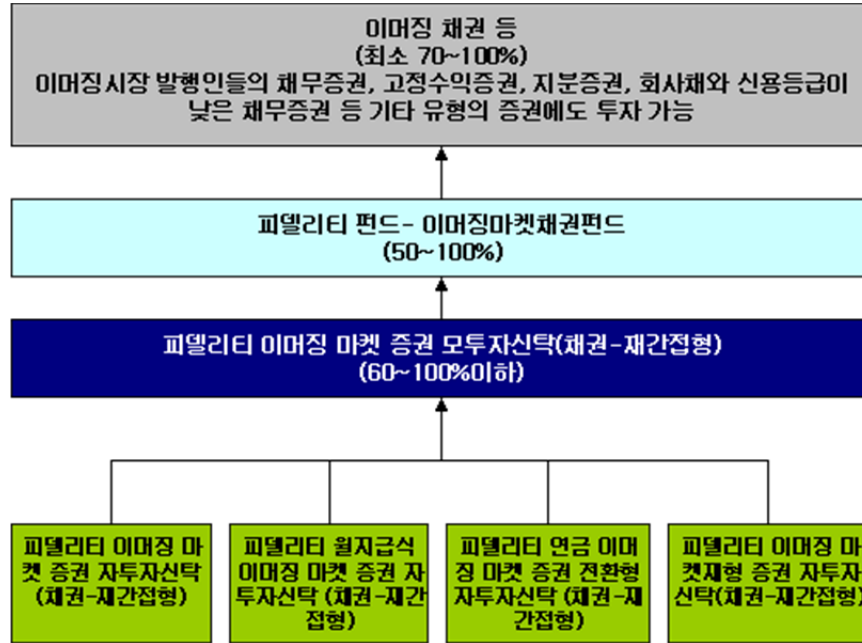 이머징 채권 등
(최소 70~100%)
이머징시장 발행인들의 채무증권, 고정수익증권, 지분증권, 회사채와 신용등급이
낮은 채무증권 등 기타 유형의 증권에도 투자 가능
피델리티 펀드- 이머징마켓채권펀드
(50~100%)
피델리티 이머징 마켓 증권 모투자신탁(채권-재간접형)
(60~100%이하)
피델리티 이머징 마
켓 증권 자투자신탁
(채권-재간접형)
피델리티 월지급식
이머징 마켓 증권 자
투자신탁 (채권-재간
접형)
피델리티 연금 이머
징 마켓 증권 전환형
자투자신탁 (채권-재
간접형)
피델리티 이머징 마
켓재형 증권 자투자
신탁(채권-재간접형)